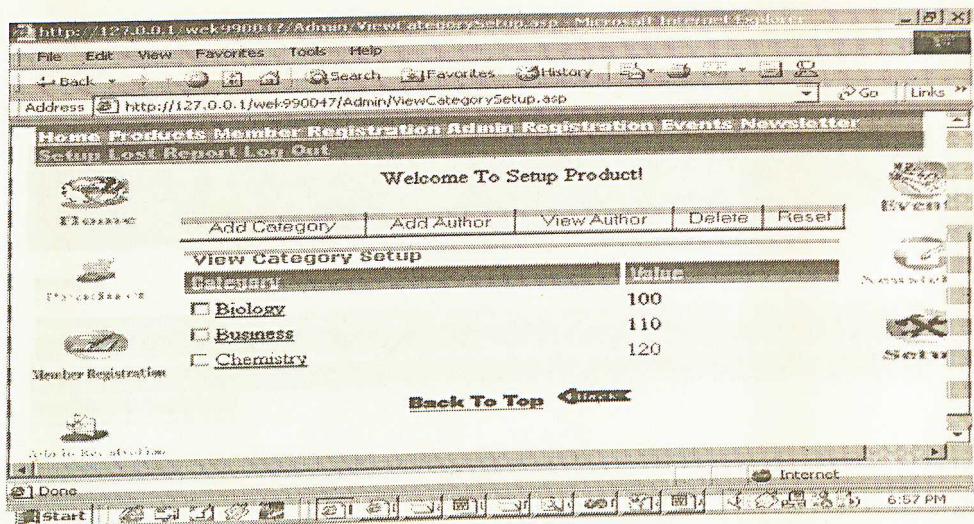 http://127.0.0.1/wek990047/Admin/ViewCategorySetup.asp - Microsoft Internet Explorer
File Edit View Favorites Tools Help
Back Search Favorites History
Address http://127.0.0.1/wek990047/Admin/ViewCategorySetup.asp Go Links »
Home Products Member Registration Admin Registration Events Newsletter
Setup Lost Report Log Out
Welcome To Setup Product!
Home
Event
Add Category Add Author View Author Delete Reset
View Category Setup
Category Value
Biology 100
Business 110
Chemistry 120
Member Registration
Setu
Back To Top
Done Internet
Start 6:57 PM